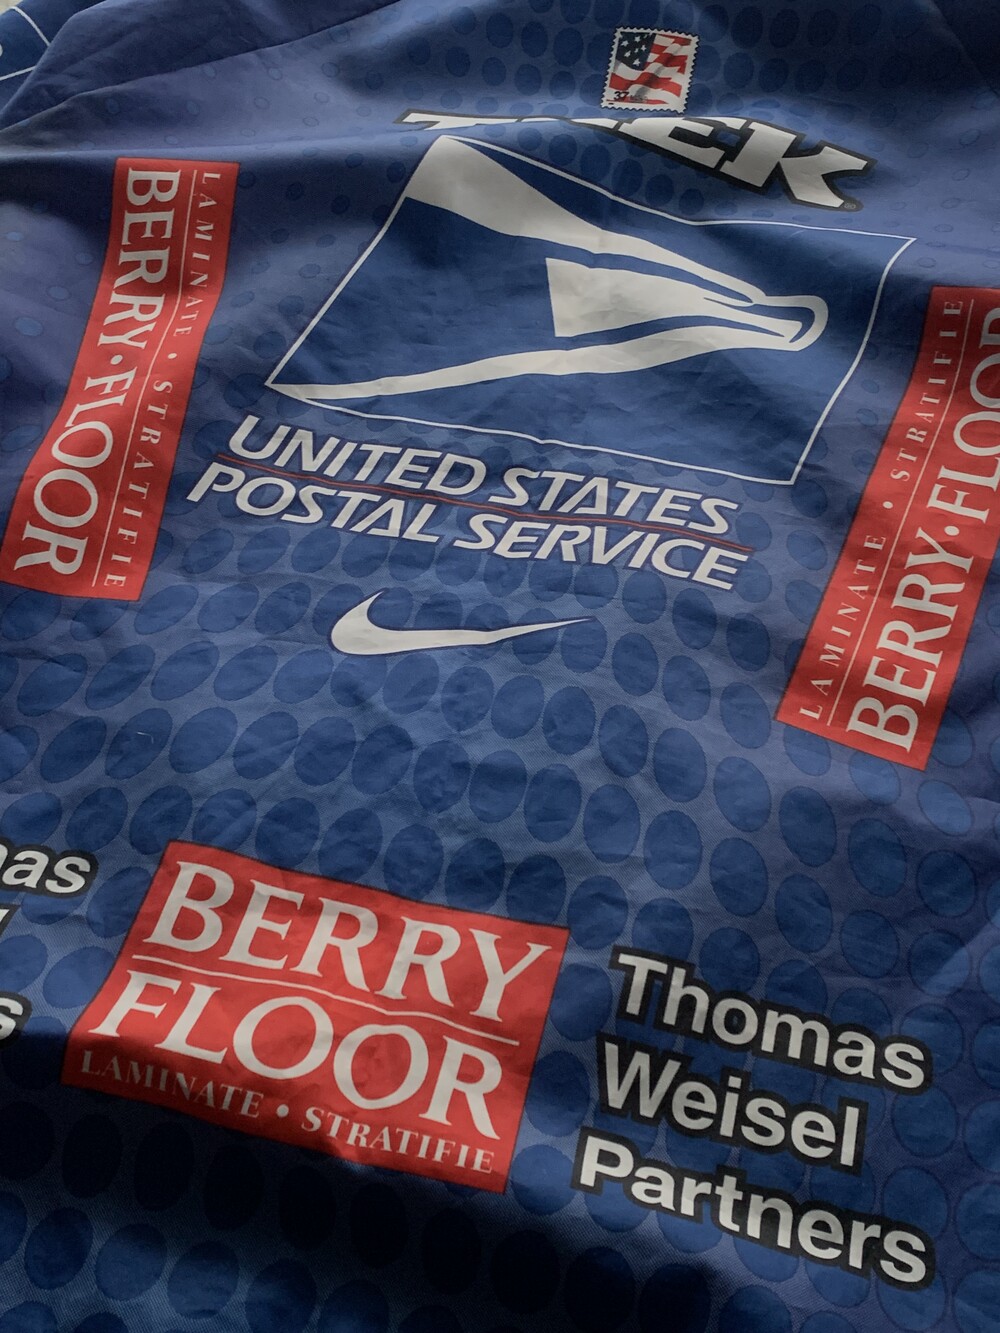 37
TREK
LAMINATE • STRATIFIE
BERRY•FLOOR
UNITED STATES
POSTAL SERVICE
LAMINATE • STRATIFIE
BERRY•FLOOR
BERRY
FLOOR
LAMINATE • STRATIFIE
Thomas
Weisel
Partners